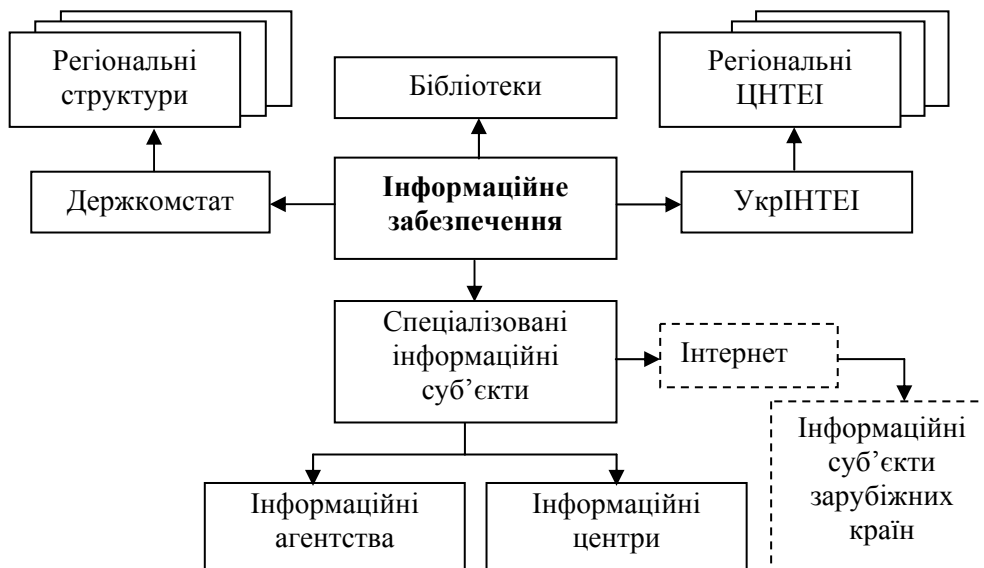 Регіональні
структури
Бібліотеки
Регіональні
ЦНТЕІ
Держкомстат
Інформаційне
забезпечення
УкрІНТЕІ
Спеціалізовані
інформаційні
суб’єкти
Інтернет
Інформаційні
суб’єкти
зарубіжних
країн
Інформаційні
агентства
Інформаційні
центри